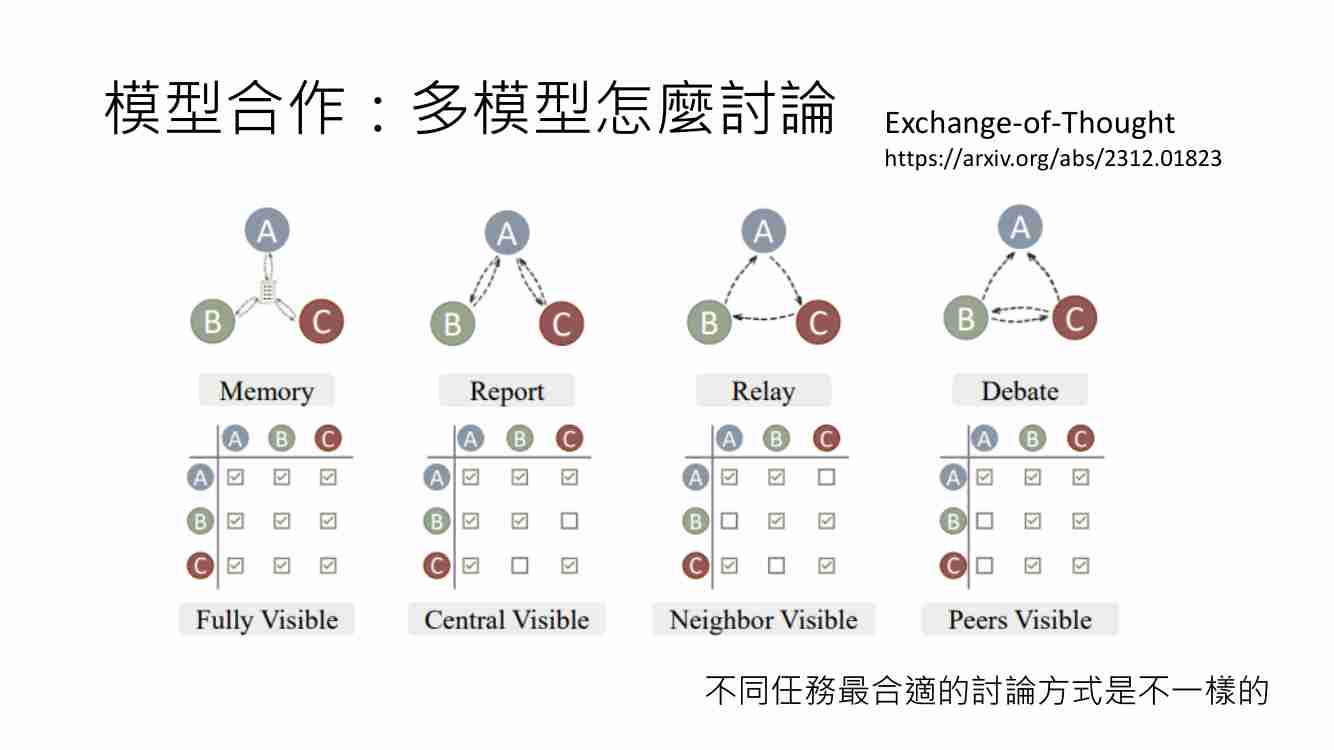 模型合作：多模型怎麼討論
Exchange-of-Thought
https://arxiv.org/abs/2312.01823
A
B C
A
B C
A
B C
A
B C
Memory Report Relay Debate
A B C A B C A B C A B C
A A A A
B B B B
C C C C
Fully Visible Central Visible Neighbor Visible Peers Visible
不同任務最合適的討論方式是不一樣的